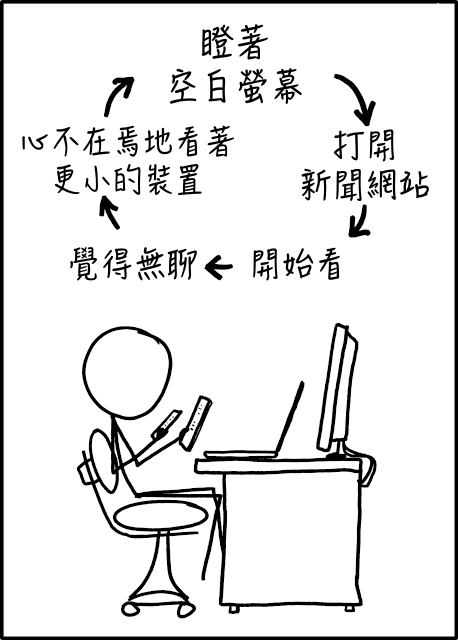 瞪著
空白螢幕
打開
新聞網站
開始看
覺得無聊
心不在焉地看著
更小的裝置